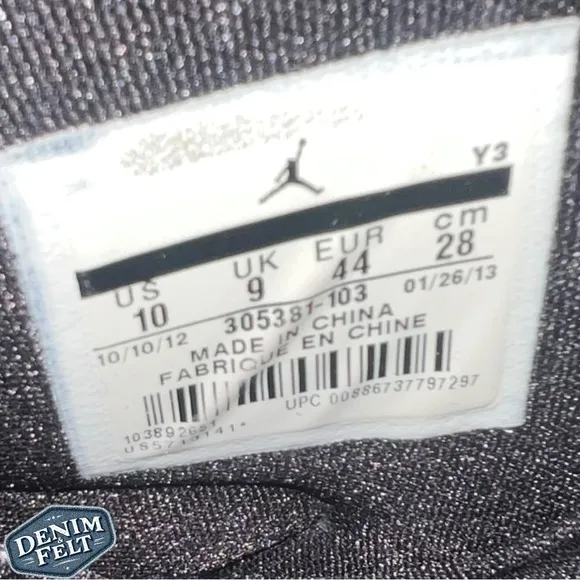 Y3
US UK EUR cm
10 9 44 28
10/10/12 305381-103 01/26/13
MADE IN CHINA
FABRIQUE EN CHINE
UPC 00886737797297
DENIM
&
FELT